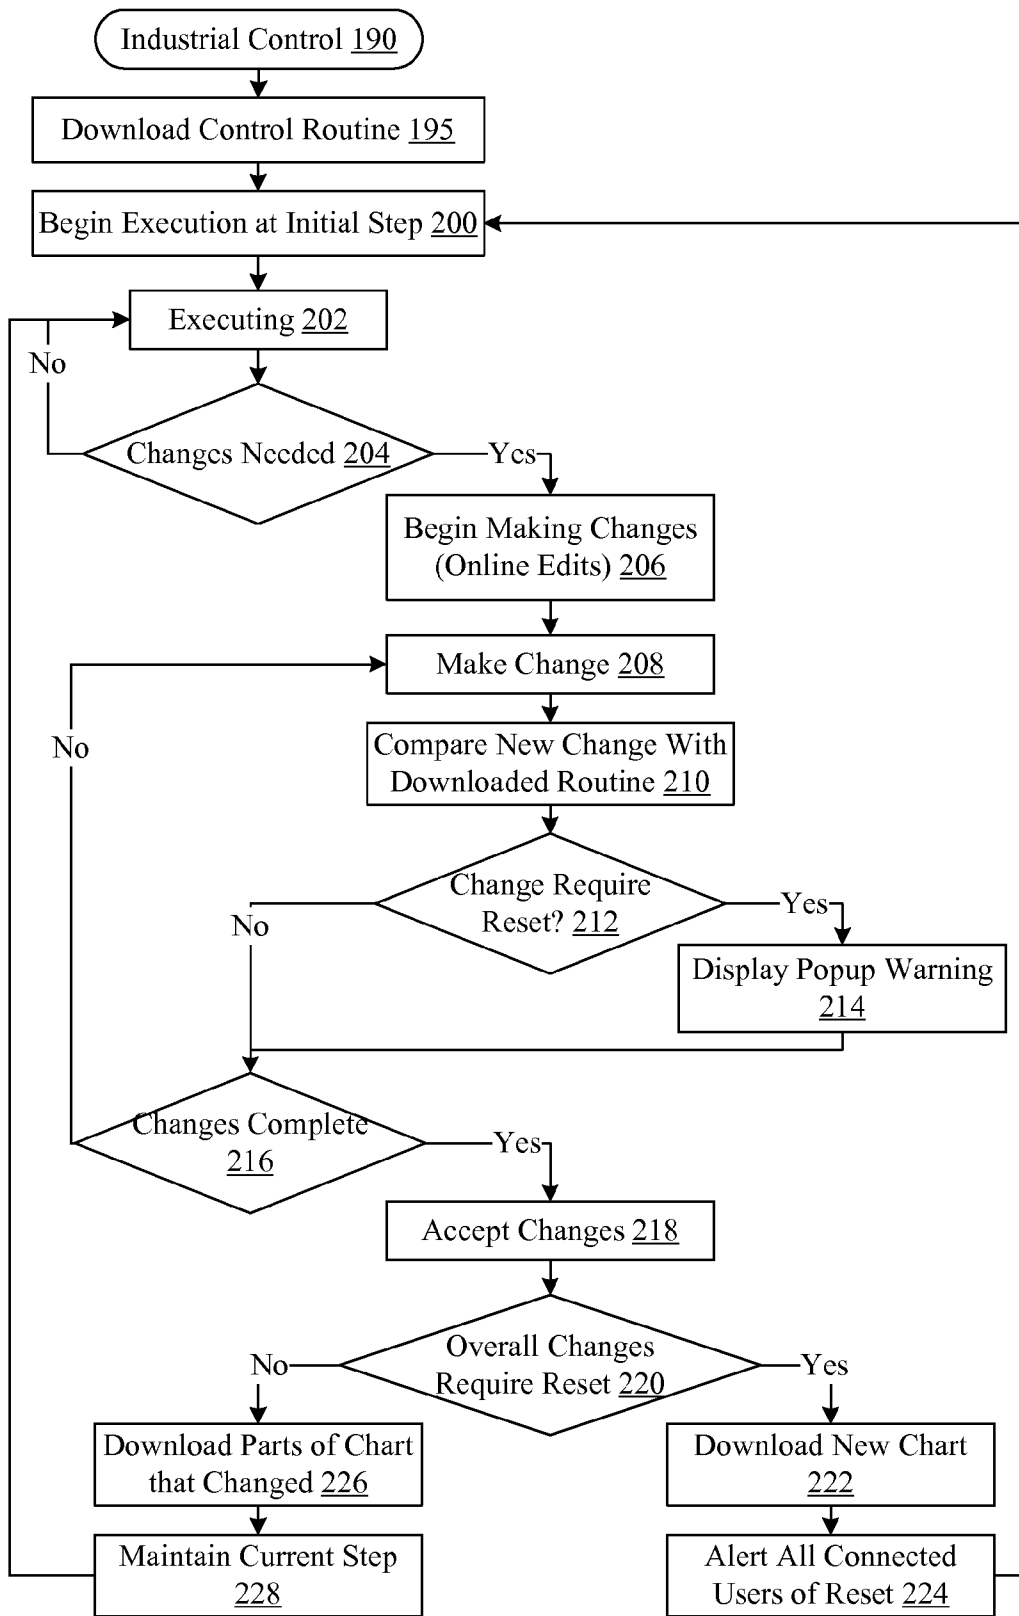 Industrial Control 190
Download Control Routine 195
Begin Execution at Initial Step 200
Executing 202
No
Changes Needed 204
Yes
Begin Making Changes
(Online Edits) 206
Make Change 208
No
Compare New Change With
Downloaded Routine 210
Change Require
Reset? 212
Yes
No
Display Popup Warning
214
Changes Complete
216
Yes
Accept Changes 218
Overall Changes
Require Reset 220
No
Yes
Download Parts of Chart
that Changed 226
Download New Chart
222
Maintain Current Step
228
Alert All Connected
Users of Reset 224